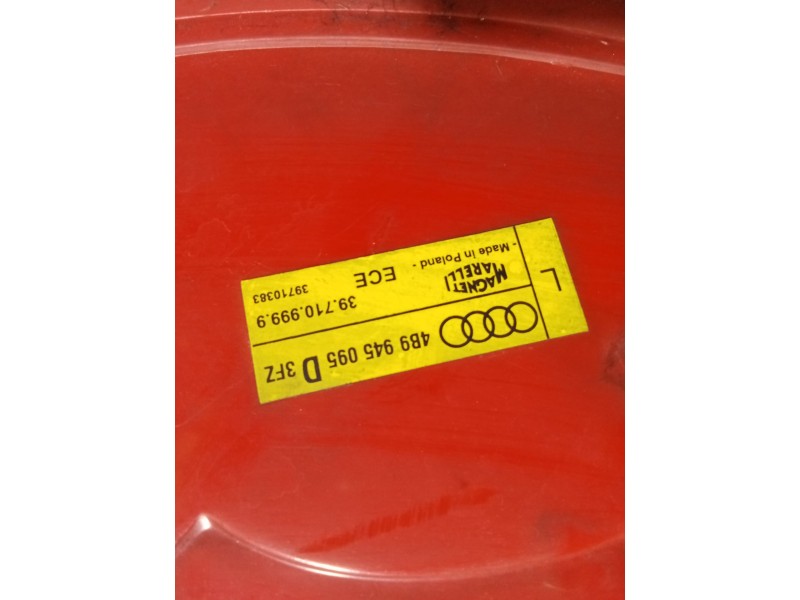 L
4B9 945 095 D 3FZ
39.710.999.9
MAGNETI
MARELLI
ECE
- Made in Poland -
39710383